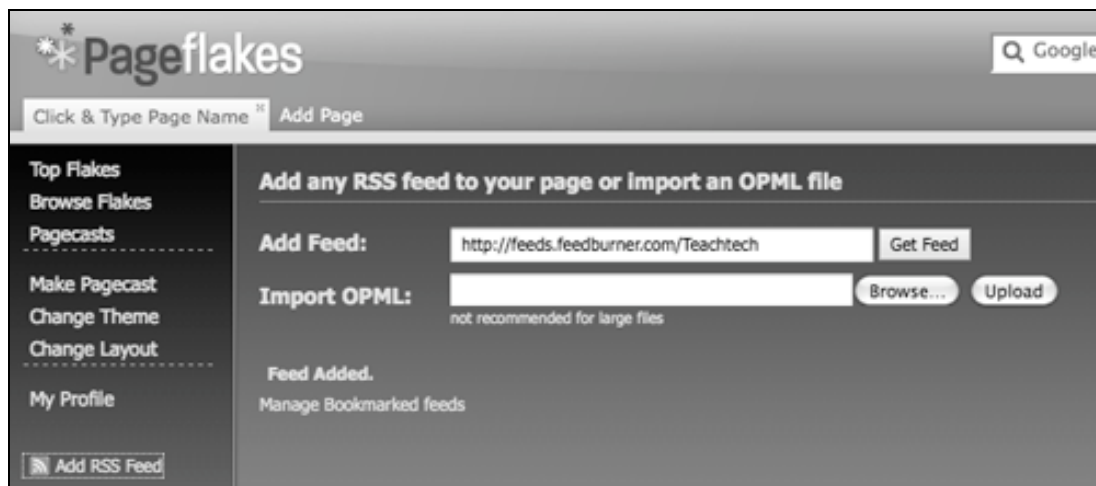 Pageflakes
Google
Click & Type Page Name Add Page
Top Flakes
Browse Flakes
Pagecasts
Make Pagecast
Change Theme
Change Layout
My Profile
Add RSS Feed
Add any RSS feed to your page or import an OPML file
Add Feed: http://feeds.feedburner.com/Teachtech Get Feed
Import OPML: Browse... Upload
not recommended for large files
Feed Added.
Manage Bookmarked feeds